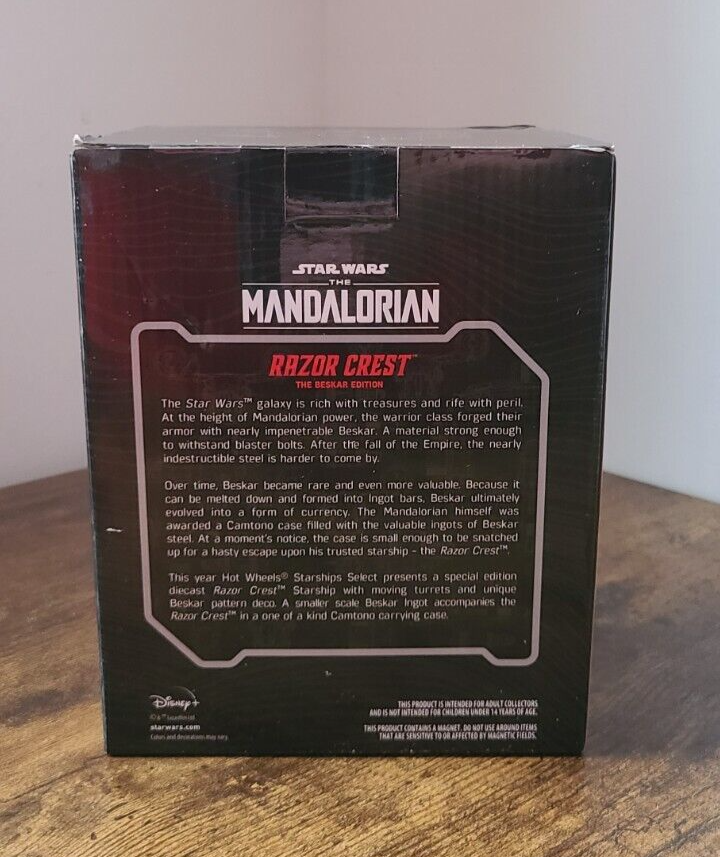 STAR WARS
THE
MANDALORIAN
RAZOR CREST™
THE BESKAR EDITION
The Star Wars™ galaxy is rich with treasures and rife with peril.
At the height of Mandalorian power, the warrior class forged their
armor with nearly impenetrable Beskar. A material strong enough
to withstand blaster bolts. After the fall of the Empire, the nearly
indestructible steel is harder to come by.
Over time, Beskar became rare and even more valuable. Because it
can be melted down and formed into Ingot bars, Beskar ultimately
evolved into a form of currency. The Mandalorian himself was
awarded a Camtono case filled with the valuable ingots of Beskar
steel. At a moment's notice, the case is small enough to be snatched
up for a hasty escape upon his trusted starship - the Razor Crest™.
This year Hot Wheels® Starships Select presents a special edition
diecast Razor Crest™ Starship with moving turrets and unique
Beskar pattern deco. A smaller scale Beskar Ingot accompanies the
Razor Crest™ in a one of a kind Camtono carrying case.
Disney+
© & ™ Lucasfilm Ltd.
starwars.com
Colors and decorations may vary.
THIS PRODUCT IS INTENDED FOR ADULT COLLECTORS
AND IS NOT INTENDED FOR CHILDREN UNDER 14 YEARS OF AGE.
THIS PRODUCT CONTAINS A MAGNET. DO NOT USE AROUND ITEMS
THAT ARE SENSITIVE TO OR AFFECTED BY MAGNETIC FIELDS.